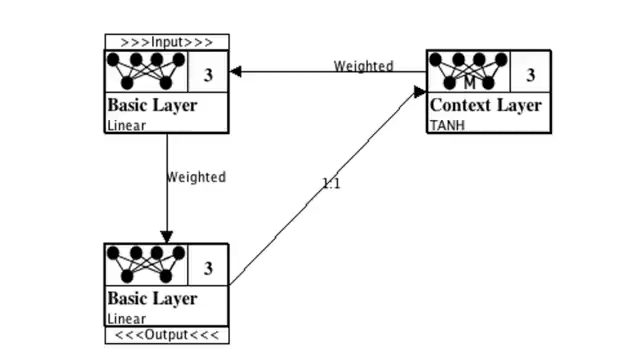 >>>Input>>>
3
Basic Layer
Linear
Weighted
M
3
Context Layer
TANH
Weighted
1:1
3
Basic Layer
Linear
<<<Output<<<